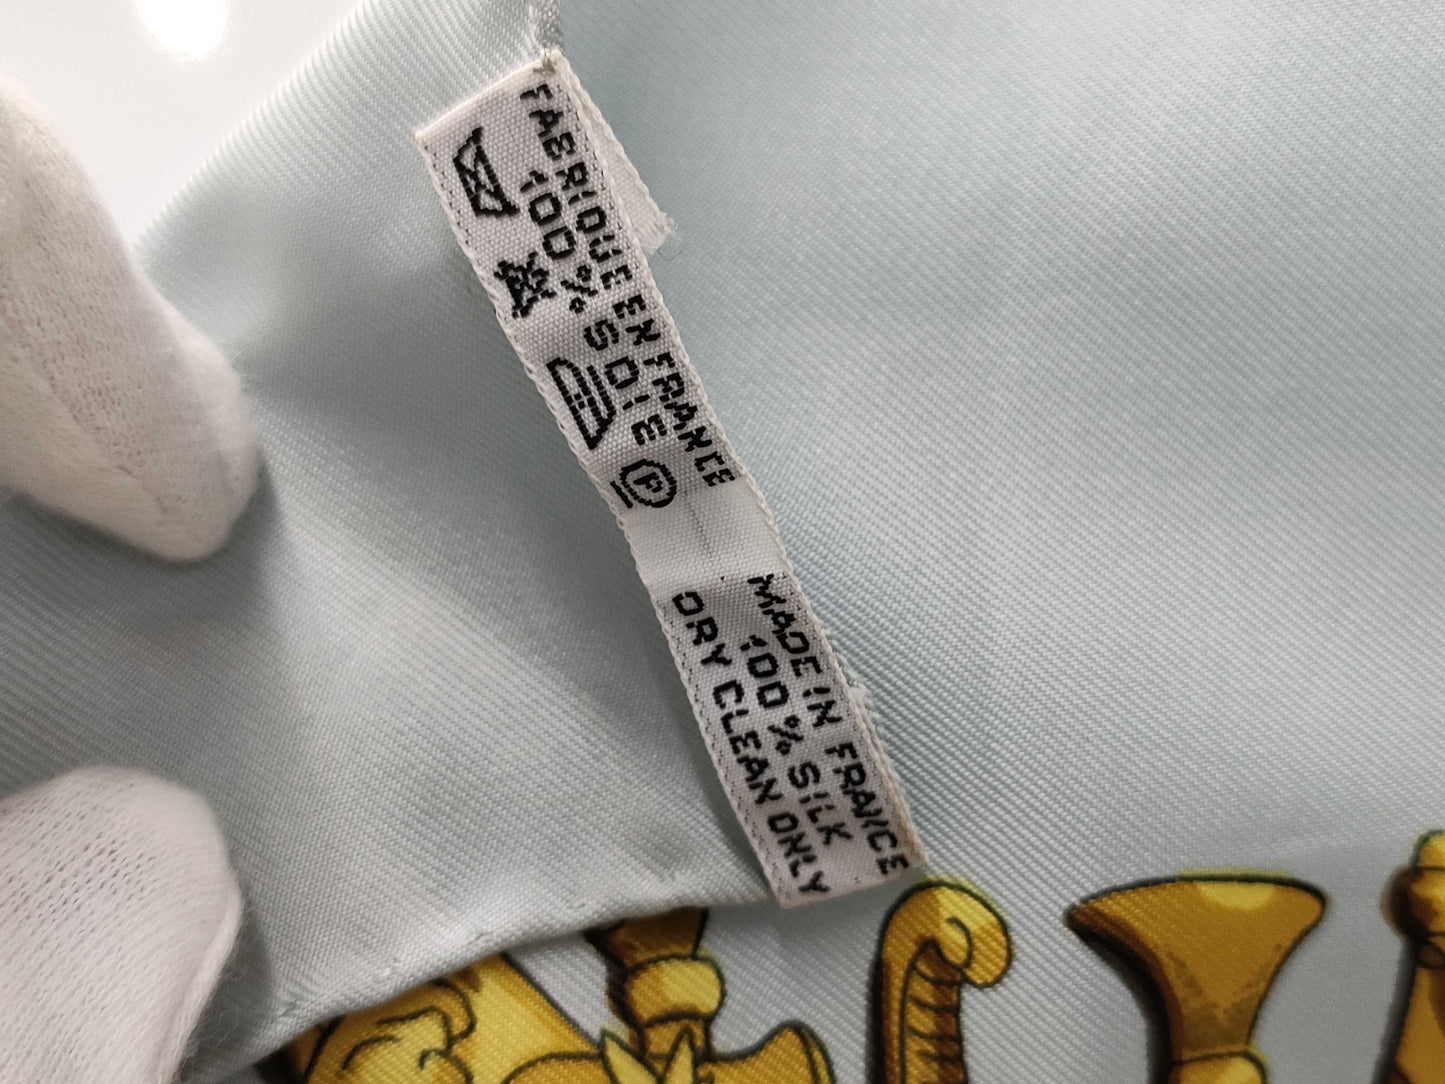 FABRIQUE EN FRANCE
100% SOIE
P
MADE IN FRANCE
100% SILK
DRY CLEAN ONLY